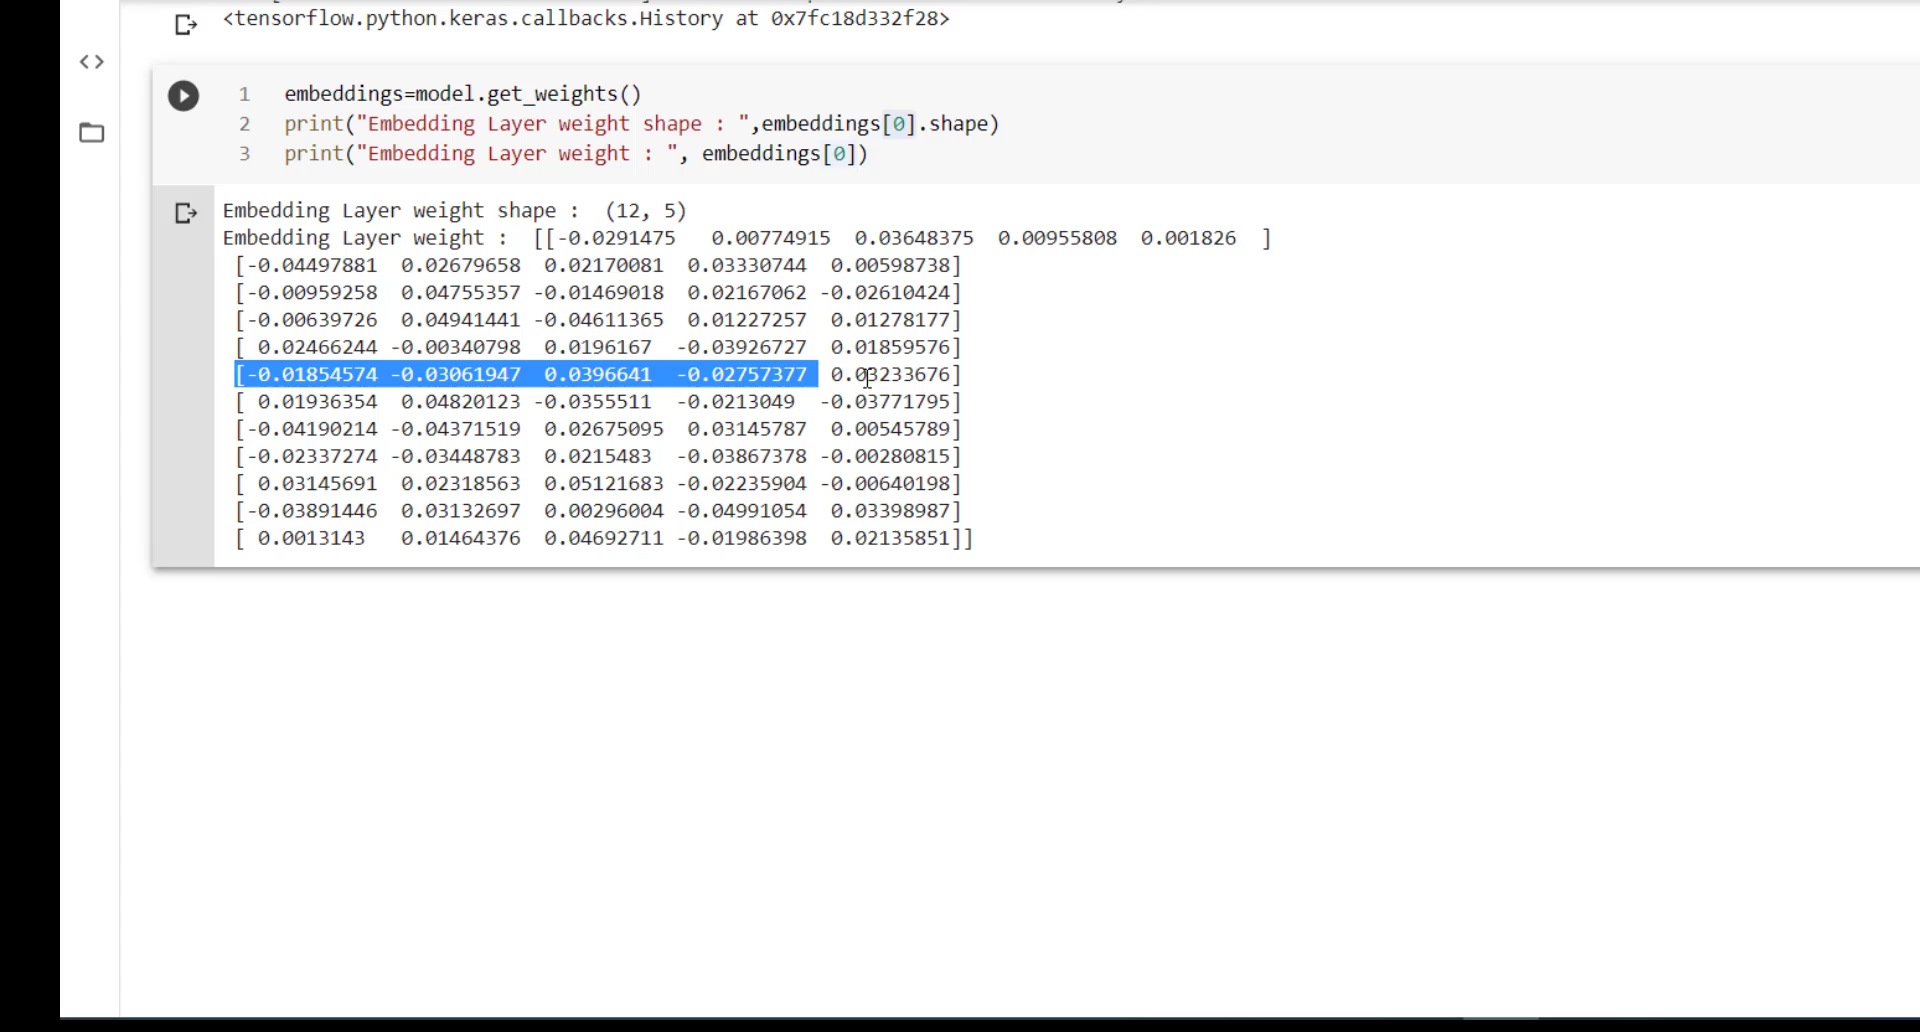 <tensorflow.python.keras.callbacks.History at 0x7fc18d332f28>
1 embeddings=model.get_weights()
2 print("Embedding Layer weight shape : ",embeddings[0].shape)
3 print("Embedding Layer weight : ", embeddings[0])
Embedding Layer weight shape :  (12, 5)
Embedding Layer weight :  [[-0.0291475   0.00774915  0.03648375  0.00955808  0.001826  ]
[-0.04497881  0.02679658  0.02170081  0.03330744  0.00598738]
[-0.00959258  0.04755357 -0.01469018  0.02167062 -0.02610424]
[-0.00639726  0.04941441 -0.04611365  0.01227257  0.01278177]
[ 0.02466244 -0.00340798  0.0196167  -0.03926727  0.01859576]
[-0.01854574 -0.03061947  0.0396641  -0.02757377  0.03233676]
[ 0.01936354  0.04820123 -0.0355511  -0.0213049  -0.03771795]
[-0.04190214 -0.04371519  0.02675095  0.03145787  0.00545789]
[-0.02337274 -0.03448783  0.0215483  -0.03867378 -0.00280815]
[ 0.03145691  0.02318563  0.05121683 -0.02235904 -0.00640198]
[-0.03891446  0.03132697  0.00296004 -0.04991054  0.03398987]
[ 0.0013143   0.01464376  0.04692711 -0.01986398  0.02135851]]